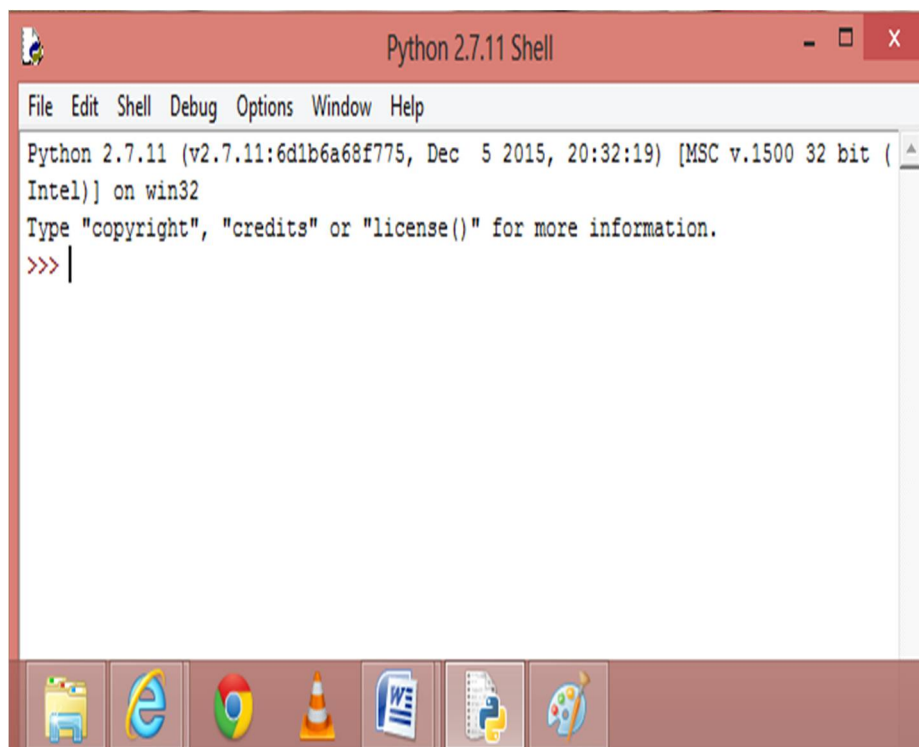 Python 2.7.11 Shell
X
File Edit Shell Debug Options Window Help
Python 2.7.11 (v2.7.11:6d1b6a68f775, Dec  5 2015, 20:32:19) [MSC v.1500 32 bit (
Intel)] on win32
Type "copyright", "credits" or "license()" for more information.
>>>
W